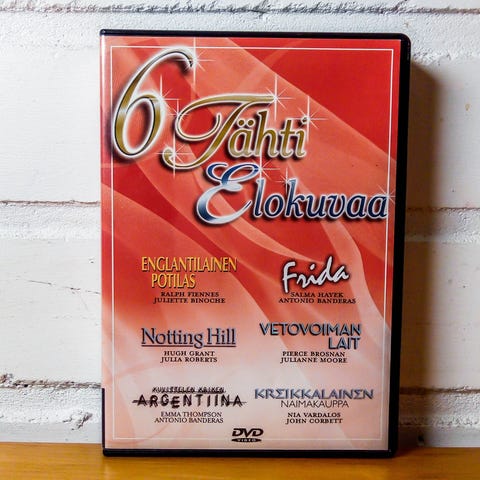 6 Tähti
Elokuvaa
ENGLANTILAINEN
POTILAS
RALPH FIENNES
JULIETTE BINOCHE
Frida
SALMA HAYEK
ANTONIO BANDERAS
Notting Hill
HUGH GRANT
JULIA ROBERTS
VETOVOIMAN
LAIT
PIERCE BROSNAN
JULIANNE MOORE
KUVITTELEN KAIKEN
ARGENTIINA
EMMA THOMPSON
ANTONIO BANDERAS
KREIKKALAINEN
NAIMAKAUPPA
NIA VARDALOS
JOHN CORBETT
DVD
VIDEO